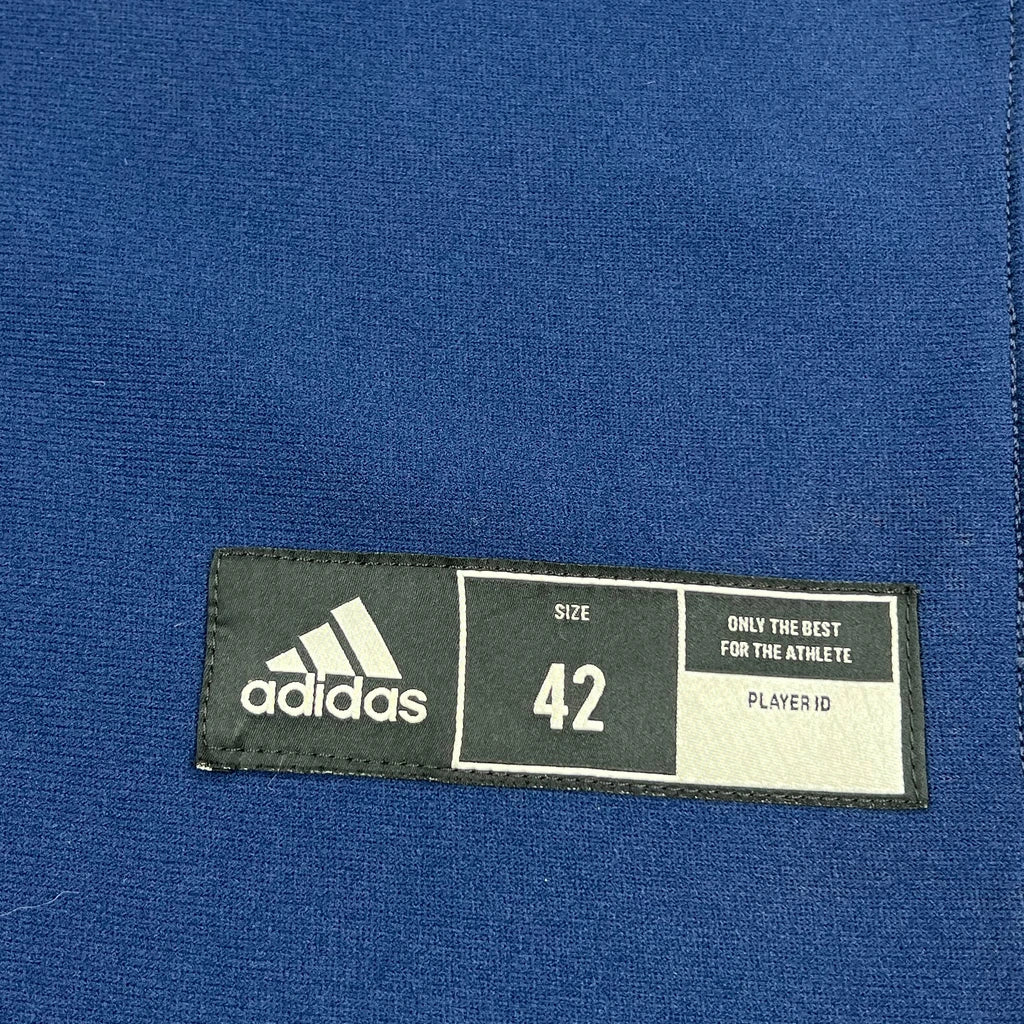 adidas
SIZE
42
ONLY THE BEST
FOR THE ATHLETE
PLAYER ID